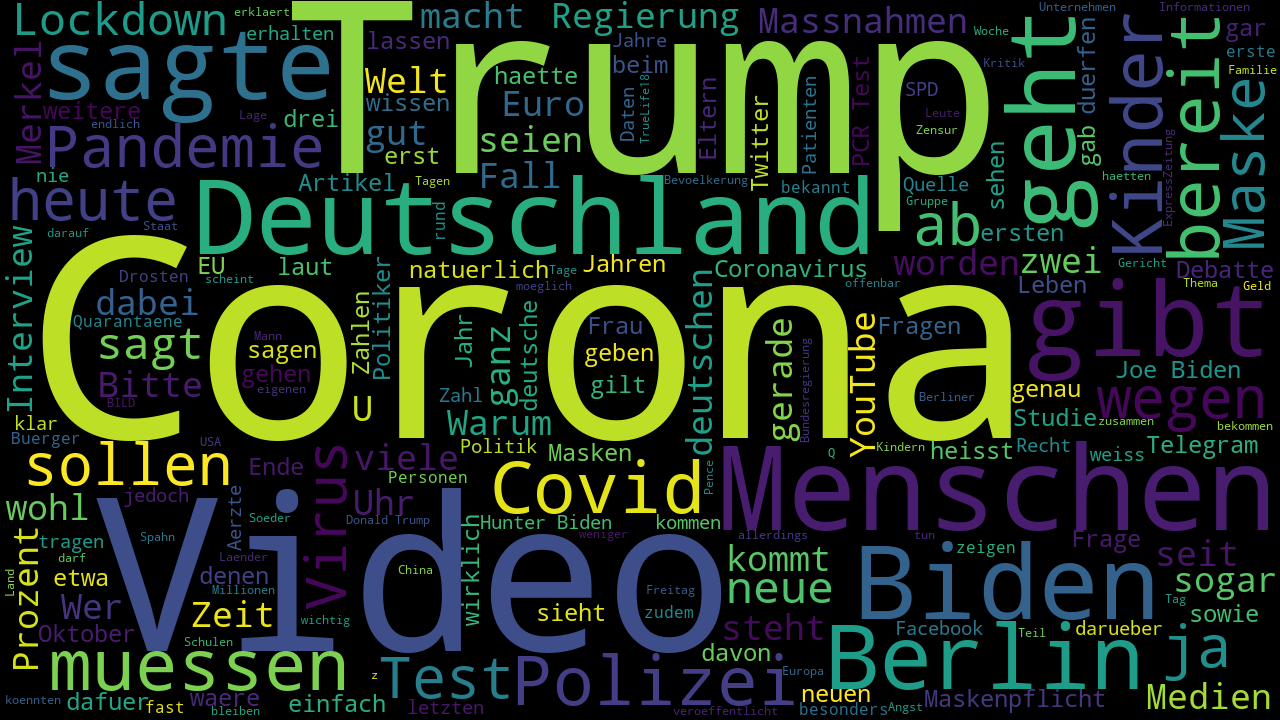 Lockdown
erklaert
erhalten
sagte
Trump
macht
Regierung
Massnahmen
Unternehmen
Informationen
Woche
Kritik
gar
erste
Familie
Merkel
weitere
endlich
Lage
drei
lassen
Welt
wissen
gut
erst
haette
Euro
seien
Fall
Jahre
beim
Daten
TrueLife18
Eltern
Twitter
Patienten
PCR Test
SPD
Leute
Zensur
geht
duerfen
gab
Kinder
bereit
Maske
Pandemie
nie
heute
Staat
darauf
Artikel
Tagen
rund
Deutschland
Bevoelkerung
bekannt
Quelle
Gruppe
ab
sehen
ersten
haetten
ExpressZeitung
Interview
EU
scheint
laut
Drosten
dabei
Quarantaene
Corona
natuerlich
Tage
Jahren
moeglich
Coronavirus
offenbar
worden
zwei
Gericht
Debatte
Thema
Geld
Leben
gibt
sagt
Bitte
BILD
Mann
sagen
gehen
eigenen
Zahlen
Politiker
Jahr
Zahl
ganz
deutsche
Frau
geben
gilt
deutschen
gerade
Bundesregierung
YouTube
Fragen
Berliner
Joe Biden
genau
wegen
Studie
zusammen
bekommen
klar
Buerger
USA
U
Warum
Politik
Masken
Q
Kindern
heisst
Recht
weiss
Telegram
sollen
Ende
Virus
viele
Personen
Covid
Pence
Menschen
wohl
jedoch
Aerzte
Soeder
Uhr
Donald Trump
Hunter Biden
weniger
kommen
allerdings
tun
zeigen
Frage
seit
tragen
Spahn
darf
Laender
Prozent
Land
etwa
denen
Millionen
Video
China
wirklich
Freitag
kommt
neue
Biden
sogar
Wer
Zeit
wichtig
sieht
zudem
Tag
sowie
Oktober
Schulen
steht
Facebook
Teil
darueber
ja
muessen
Test
Polizei
davon
Europa
Berlin
z
koennten
dafuer
fast
waere
bleiben
einfach
letzten
veroeffentlicht
neuen
besonders
Angst
Maskenpflicht
Medien